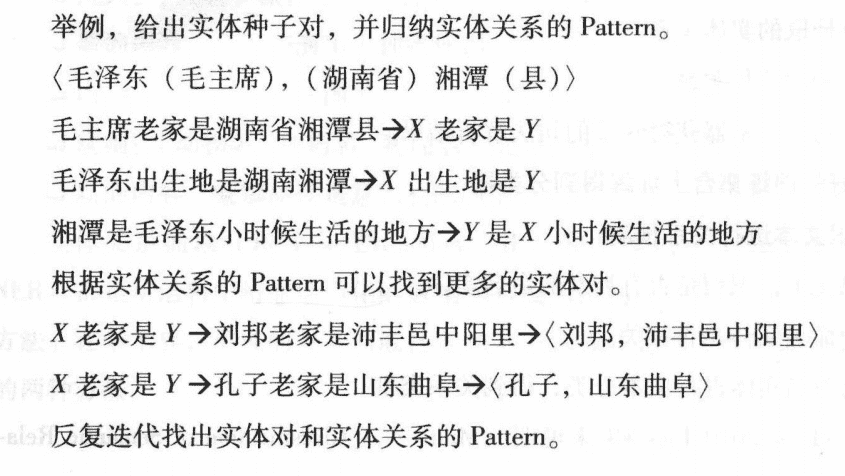 举例，给出实体种子对，并归纳实体关系的 Pattern。
〈毛泽东（毛主席），（湖南省）湘潭（县）〉
毛主席老家是湖南省湘潭县→X 老家是 Y
毛泽东出生地是湖南湘潭→X 出生地是 Y
湘潭是毛泽东小时候生活的地方→Y 是 X 小时候生活的地方
根据实体关系的 Pattern 可以找到更多的实体对。
X 老家是 Y→刘邦老家是沛丰邑中阳里→〈刘邦，沛丰邑中阳里〉
X 老家是 Y→孔子老家是山东曲阜→〈孔子，山东曲阜〉
反复迭代找出实体对和实体关系的 Pattern。